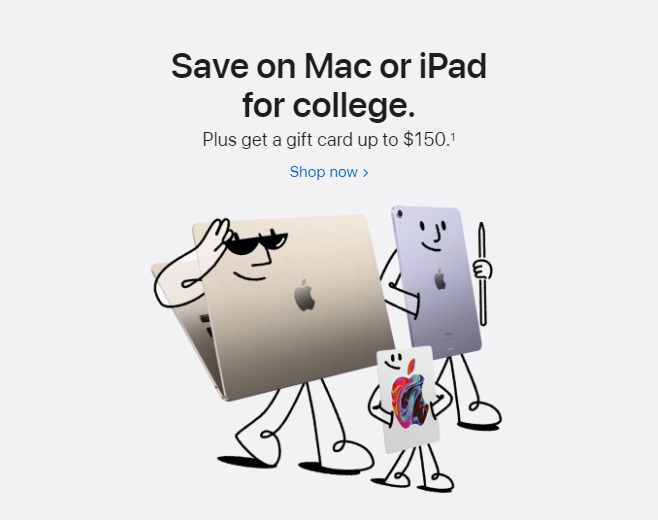 Save on Mac or iPad
for college.
Plus get a gift card up to $150.¹
Shop now >